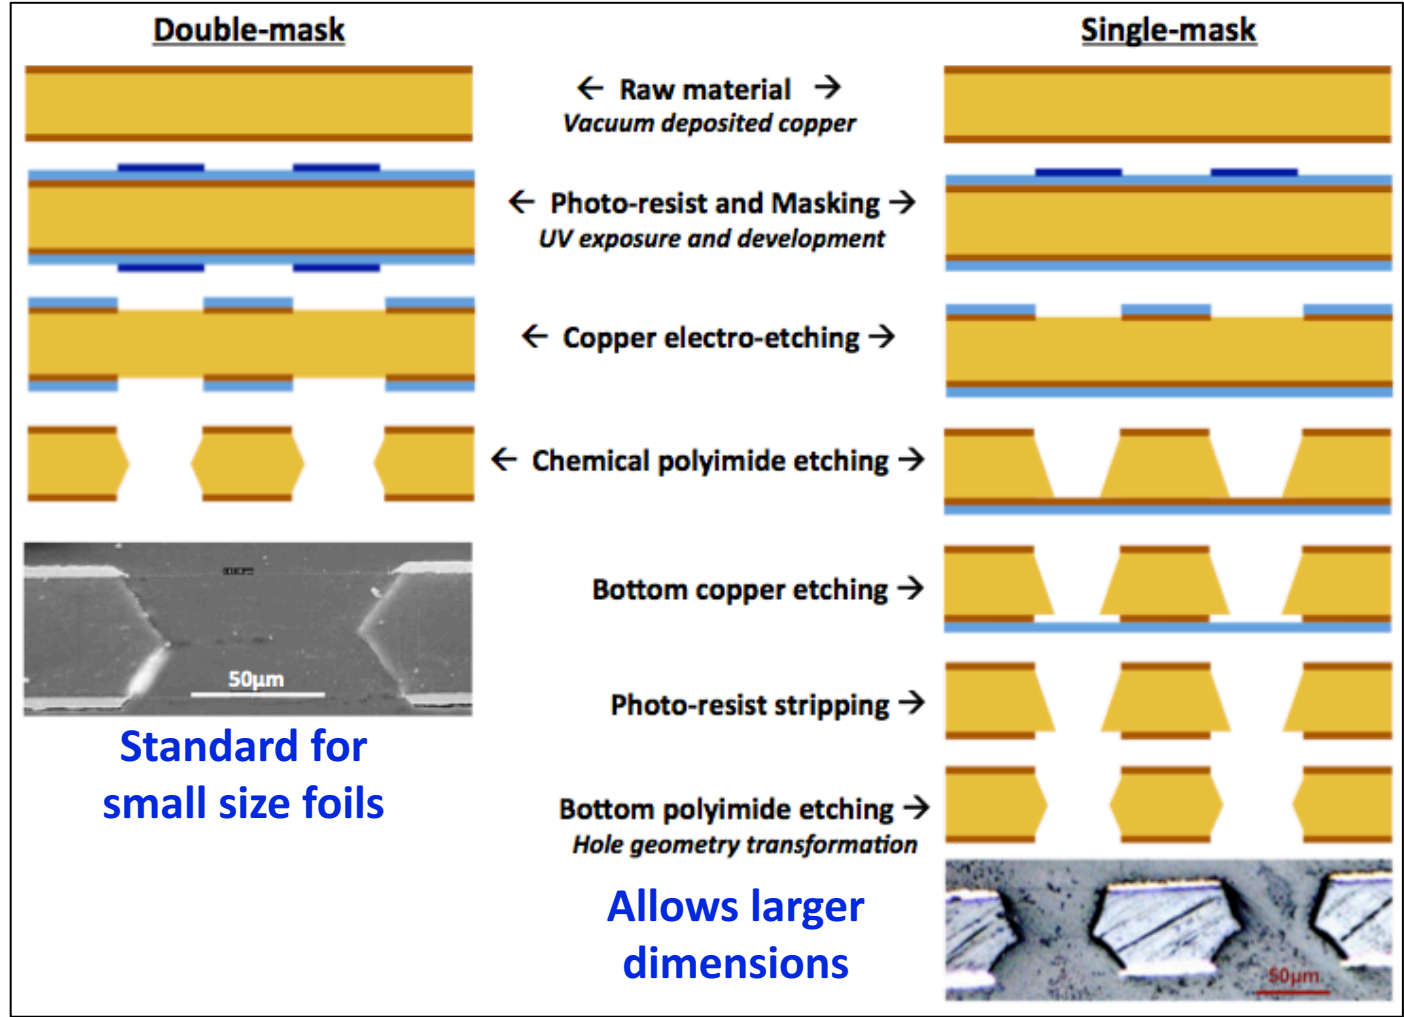 Double-mask
Single-mask
← Raw material →
Vacuum deposited copper
← Photo-resist and Masking →
UV exposure and development
← Copper electro-etching →
← Chemical polyimide etching →
Bottom copper etching →
50µm
Photo-resist stripping →
Standard for
small size foils
Bottom polyimide etching →
Hole geometry transformation
Allows larger
dimensions
50µm